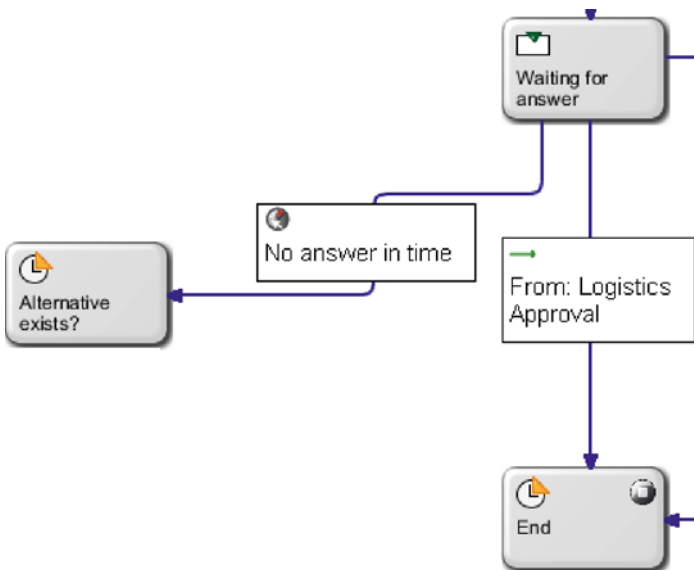 Waiting for
answer
No answer in time
From: Logistics
Approval
Alternative
exists?
End